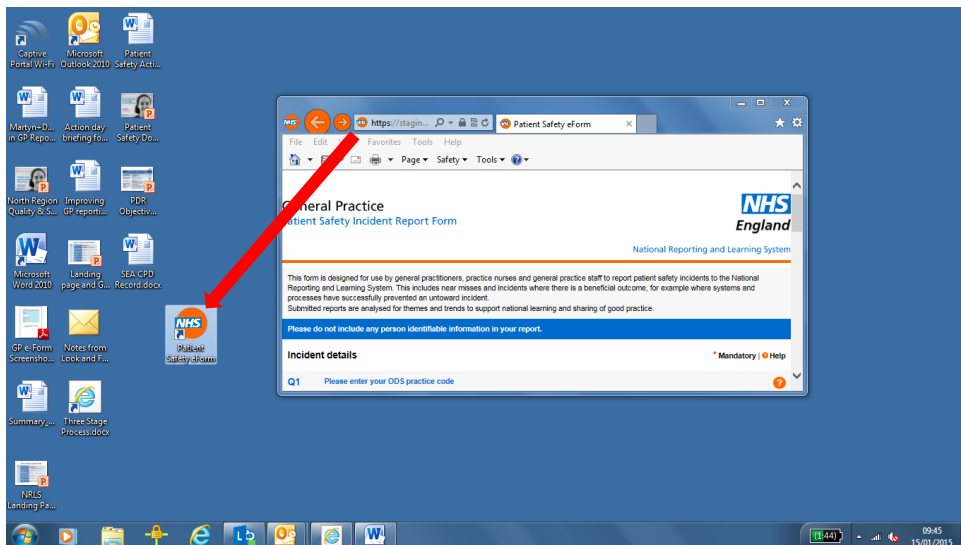 Captive
Portal Wi-Fi
Microsoft
Outlook 2010
Patient
Safety Acti...
Martyn+D...
in GP Repo...
Action day
briefing fo...
Patient
Safety Do...
North Region
Quality & S...
Improving
GP reporti...
PDR
Objectiv...
Microsoft
Word 2010
Landing
page and G...
SEA CPD
Record.docx
GP e-Form
Screensho...
Notes from
Look and F...
NHS
Patient
Safety eForm
Summary_...
Three Stage
Process.docx
NRLS
Landing Pa...
NHS
https://stagin...
Patient Safety eForm
File Edit Favorites Tools Help
Page Safety Tools
General Practice
Patient Safety Incident Report Form
NHS
England
National Reporting and Learning System
This form is designed for use by general practitioners, practice nurses and general practice staff to report patient safety incidents to the National
Reporting and Learning System. This includes near misses and incidents where there is a beneficial outcome, for example where systems and
processes have successfully prevented an untoward incident.
Submitted reports are analysed for themes and trends to support national learning and sharing of good practice.
Please do not include any person identifiable information in your report.
Incident details
* Mandatory | Help
Q1 Please enter your ODS practice code
(1:44)
09:45
15/01/2015